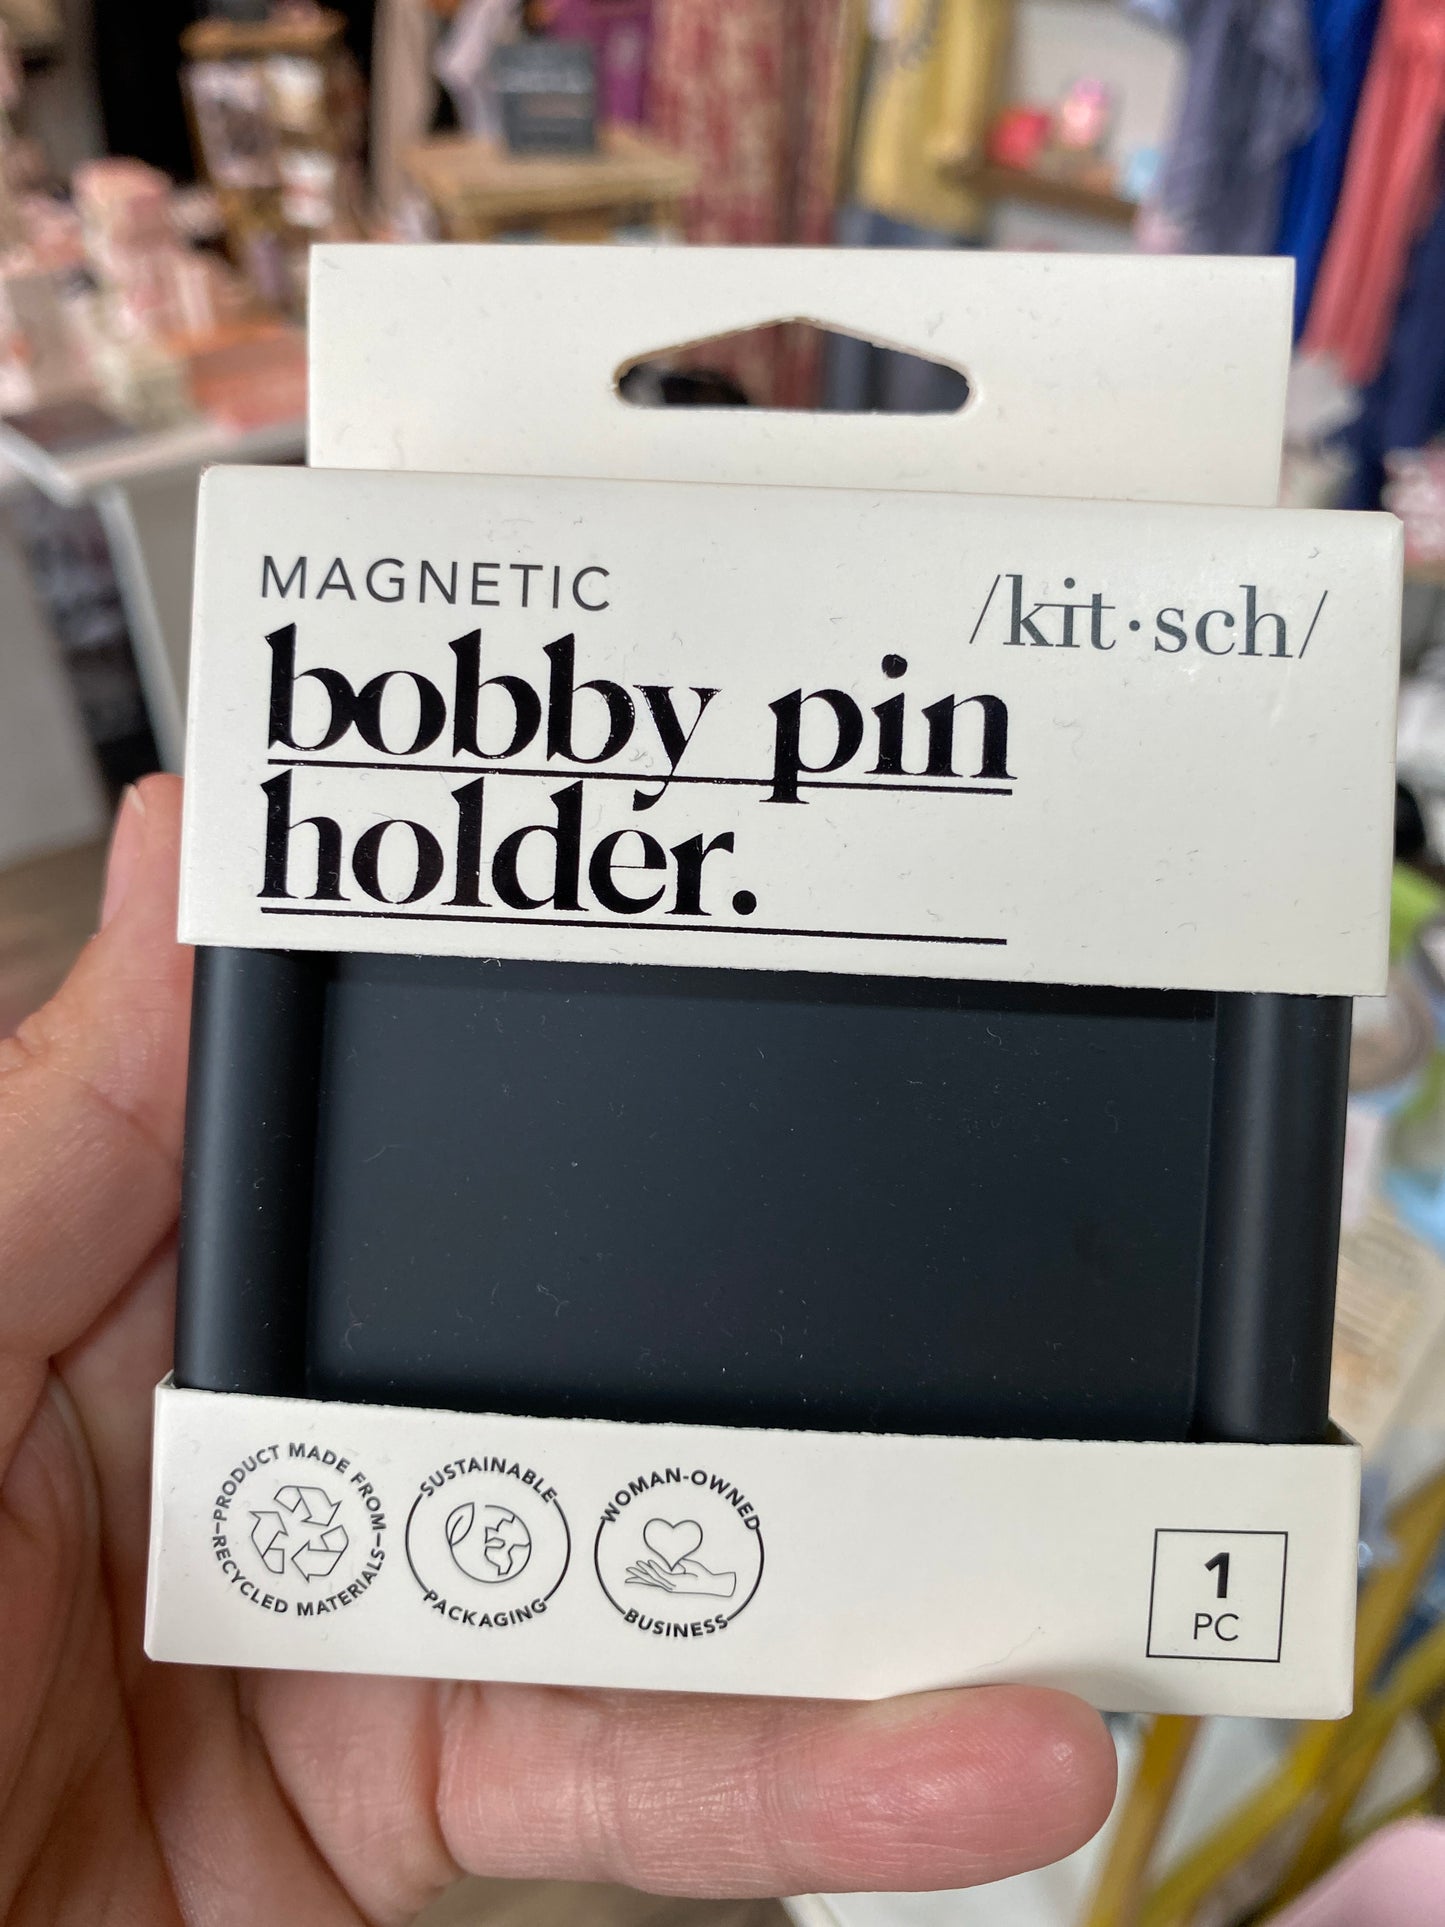 MAGNETIC
/kit·sch/
bobby pin
holder.
PRODUCT MADE FROM
RECYCLED MATERIALS
SUSTAINABLE
PACKAGING
WOMAN-OWNED
BUSINESS
1
PC